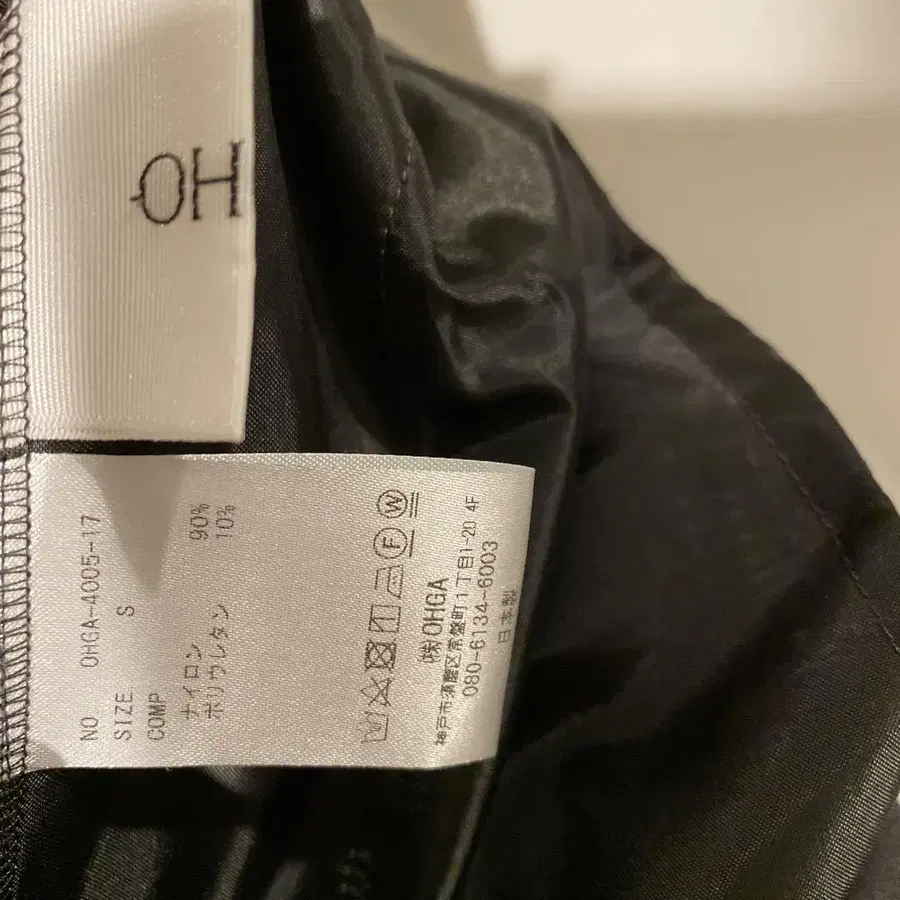 OH
NO OHGA-4005-17
SIZE S
COMP
ナイロン 90%
ポリウレタン 10%
F W
(株)OHGA
神戸市須磨区常盤町1丁目1-20 4F
080-6134-6003
日本製